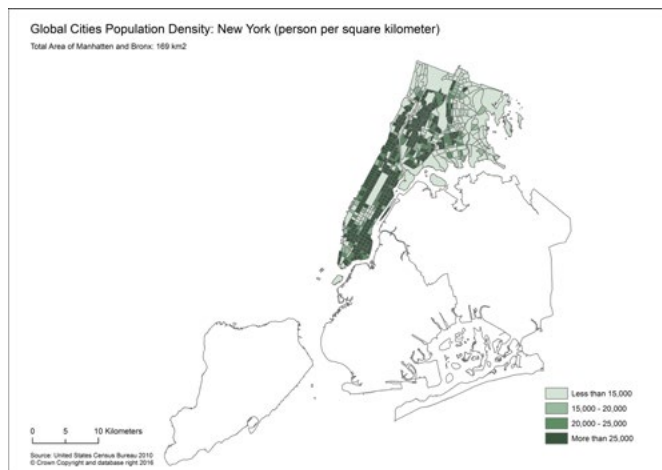 Global Cities Population Density: New York (person per square kilometer)
Total Area of Manhatten and Bronx: 169 km2
Less than 15,000
15,000 - 20,000
20,000 - 25,000
More than 25,000
0 5 10 Kilometers
Source: United States Census Bureau 2010
© Crown Copyright and database right 2016